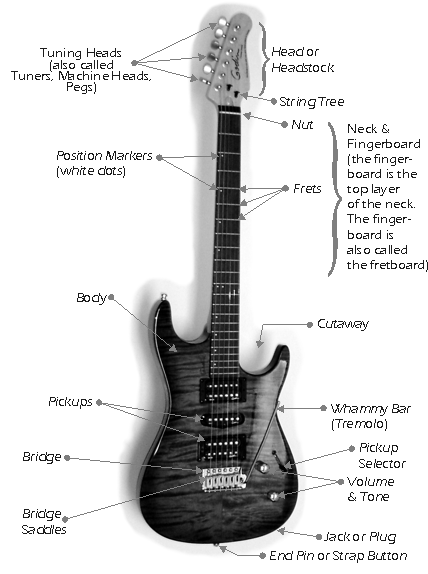 Tuning Heads
(also called
Tuners, Machine Heads,
Pegs)
Head or
Headstock
String Tree
Nut
Neck &
Fingerboard
(the finger-
board is the
top layer
of the neck.
The finger-
board is
also called
the fretboard)
Position Markers
(white dots)
Frets
Body
Cutaway
Pickups
Whammy Bar
(Tremolo)
Pickup
Selector
Bridge
Volume
& Tone
Bridge
Saddles
Jack or Plug
End Pin or Strap Button